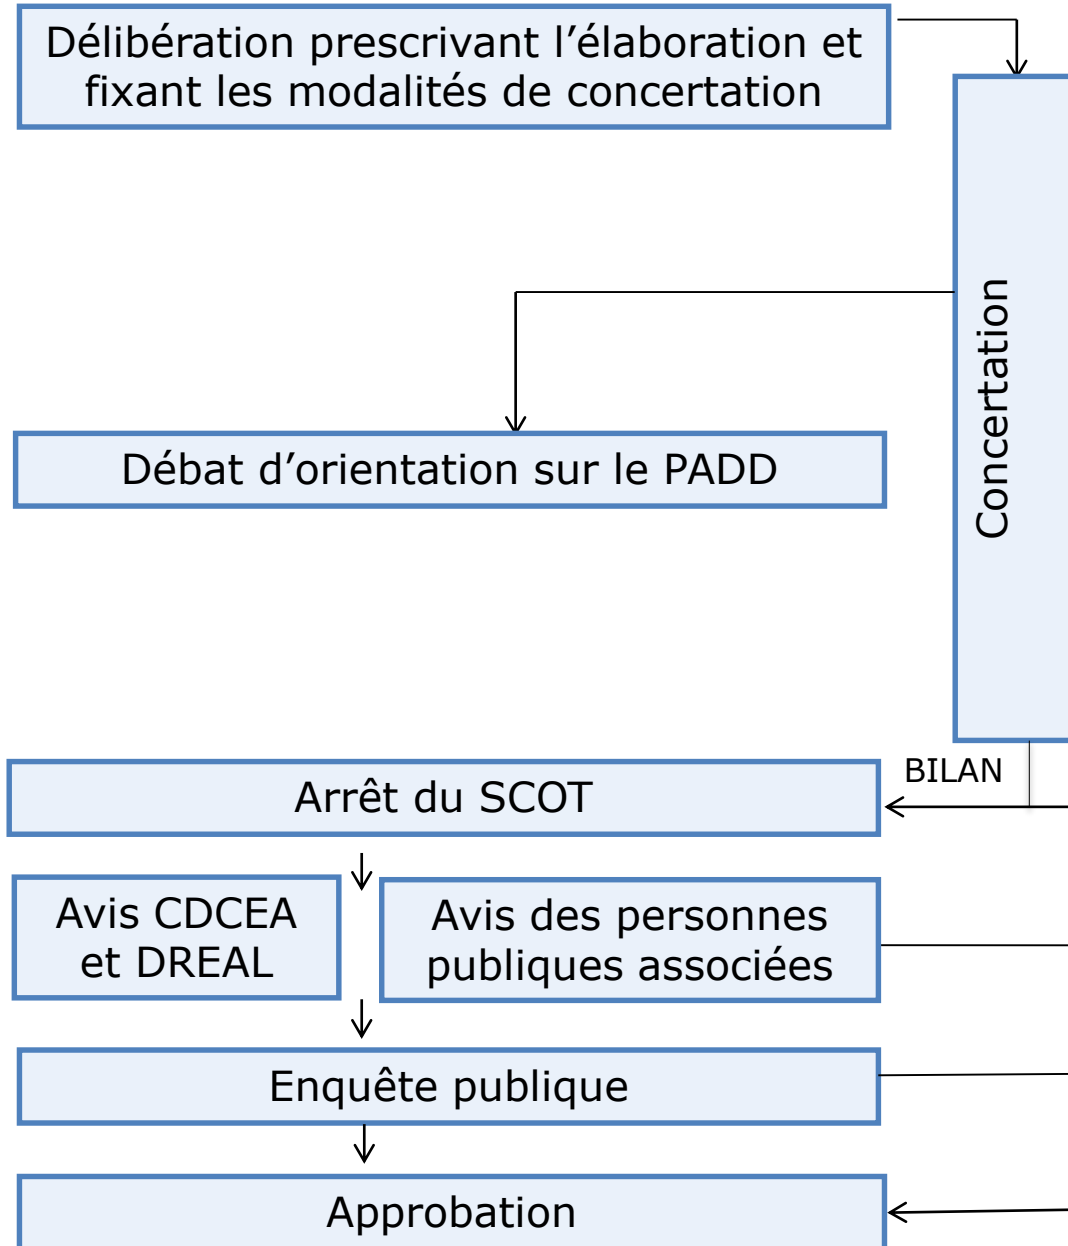 Délibération prescrivant l’élaboration et
fixant les modalités de concertation
Concertation
Débat d’orientation sur le PADD
BILAN
Arrêt du SCOT
Avis CDCEA
et DREAL
Avis des personnes
publiques associées
Enquête publique
Approbation